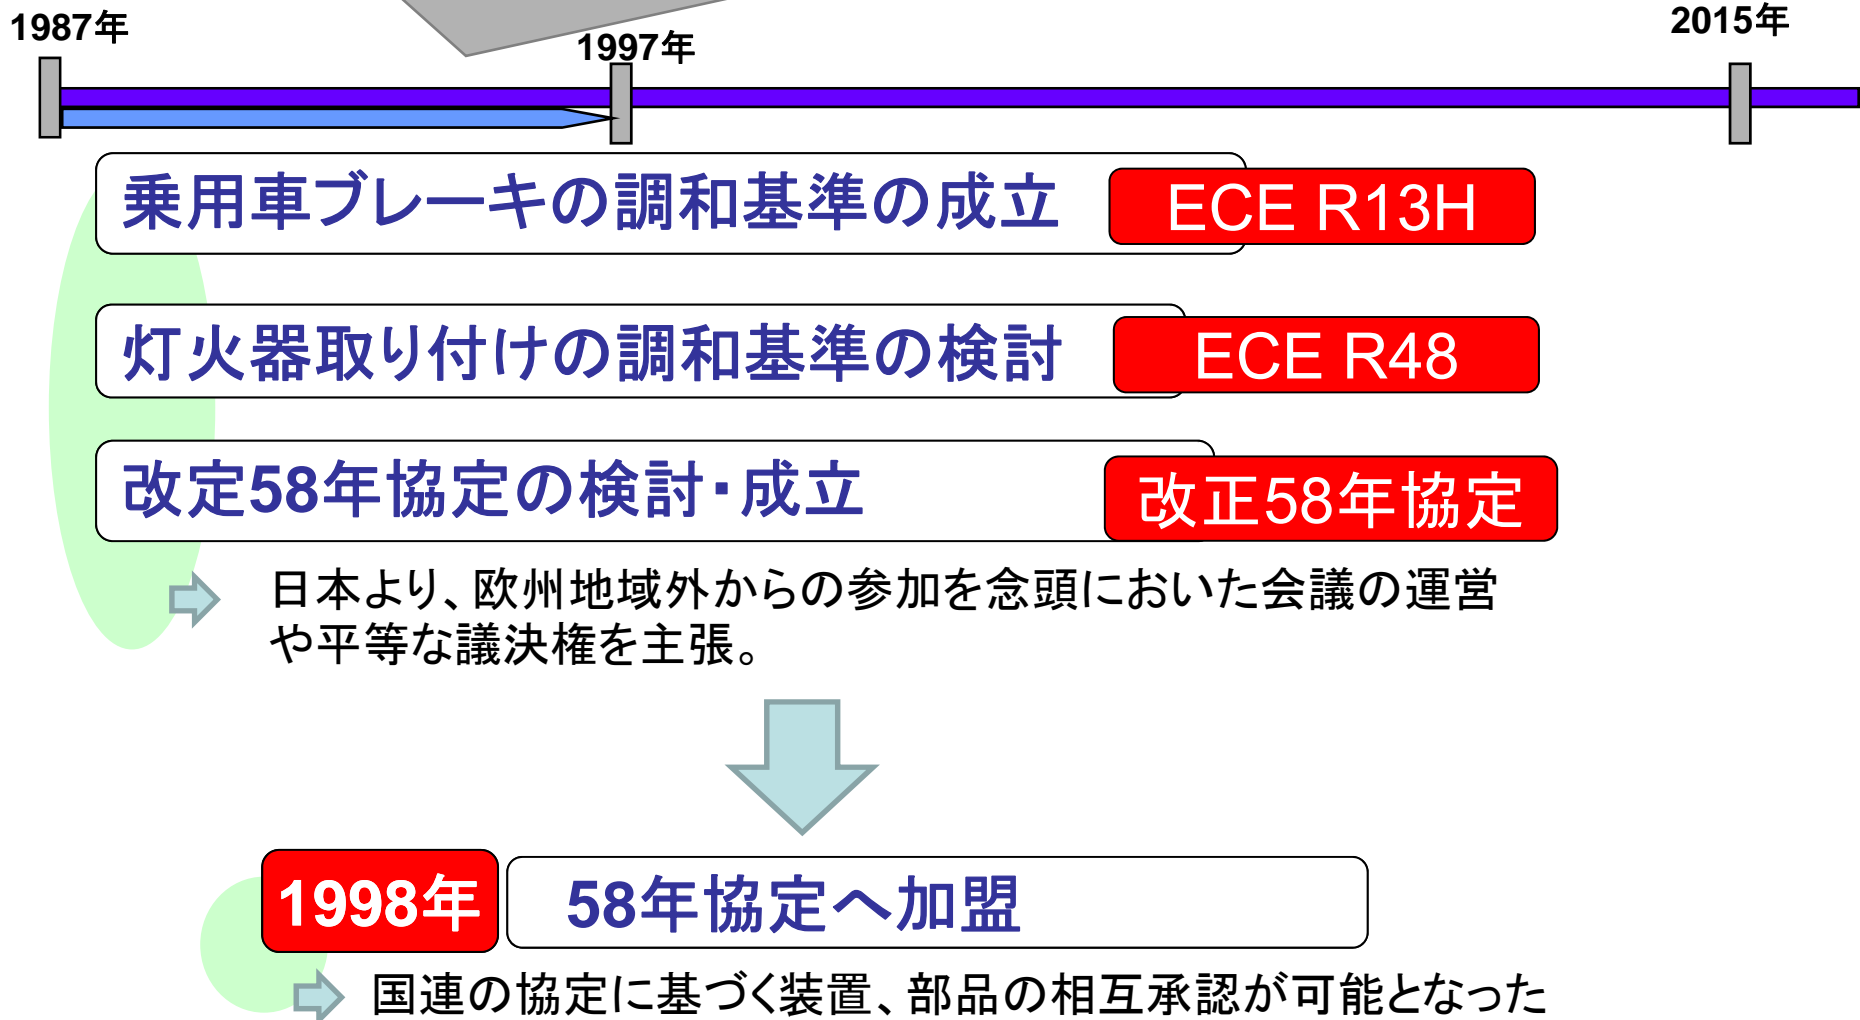 1987年
1997年
2015年
乗用車ブレーキの調和基準の成立
ECE R13H
灯火器取り付けの調和基準の検討
ECE R48
改定58年協定の検討・成立
改正58年協定
日本より、欧州地域外からの参加を念頭においた会議の運営
や平等な議決権を主張。
1998年
58年協定へ加盟
国連の協定に基づく装置、部品の相互承認が可能となった